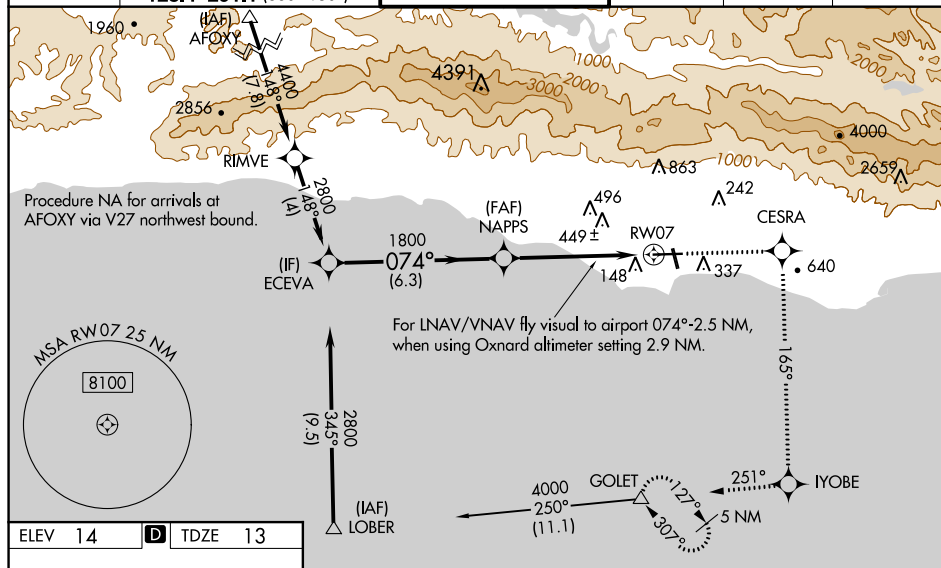 (IAF)
AFOXY
1960
4400
148°
(7.8)
2856
4391
1000
2000
3000
2000
1000
4000
2659
RIMVE
2800
148°
(4)
863
242
496
449±
Procedure NA for arrivals at
AFOXY via V27 northwest bound.
(FAF)
NAPPS
RW07
CESRA
1800
074°
(6.3)
(IF)
ECEVA
148
337
640
For LNAV/VNAV fly visual to airport 074°-2.5 NM,
when using Oxnard altimeter setting 2.9 NM.
MSA RW07 25 NM
8100
2800
345°
(9.5)
165°
(IAF)
LOBER
4000
250°
(11.1)
GOLET
127°
307°
5 NM
251°
IYOBE
ELEV 14
D
TDZE 13